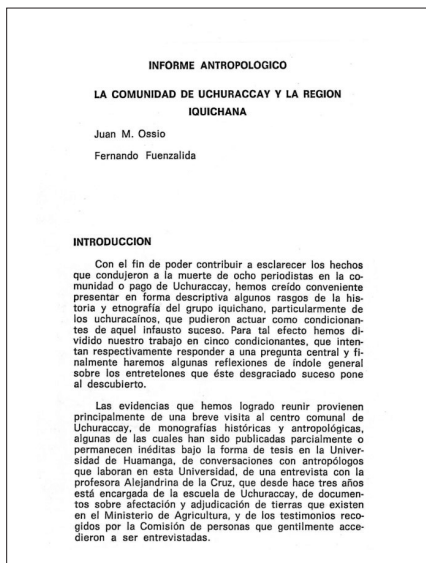 INFORME ANTROPOLOGICO
LA COMUNIDAD DE UCHURACCAY Y LA REGION
IQUICHANA
Juan M. Ossio
Fernando Fuenzalida
INTRODUCCION
Con el fin de poder contribuir a esclarecer los hechos
que condujeron a la muerte de ocho periodistas en la co-
munidad o pago de Uchuraccay, hemos creído conveniente
presentar en forma descriptiva algunos rasgos de la his-
toria y etnografía del grupo iquichano, particularmente de
los uchuracaínos, que pudieron actuar como condicionan-
tes de aquel infausto suceso. Para tal efecto hemos di-
vidido nuestro trabajo en cinco condicionantes, que inten-
tan respectivamente responder a una pregunta central y fi-
nalmente haremos algunas reflexiones de índole general
sobre los entretelones que éste desgraciado suceso pone
al descubierto.
Las evidencias que hemos logrado reunir provienen
principalmente de una breve visita al centro comunal de
Uchuraccay, de monografías históricas y antropológicas,
algunas de las cuales han sido publicadas parcialmente o
permanecen inéditas bajo la forma de tesis en la Univer-
sidad de Huamanga, de conversaciones con antropólogos
que laboran en esta Universidad, de una entrevista con la
profesora Alejandrina de la Cruz, que desde hace tres años
está encargada de la escuela de Uchuraccay, de documen-
tos sobre afectación y adjudicación de tierras que existen
en el Ministerio de Agricultura, y de los testimonios reco-
gidos por la Comisión de personas que gentilmente acce-
dieron a ser entrevistadas.